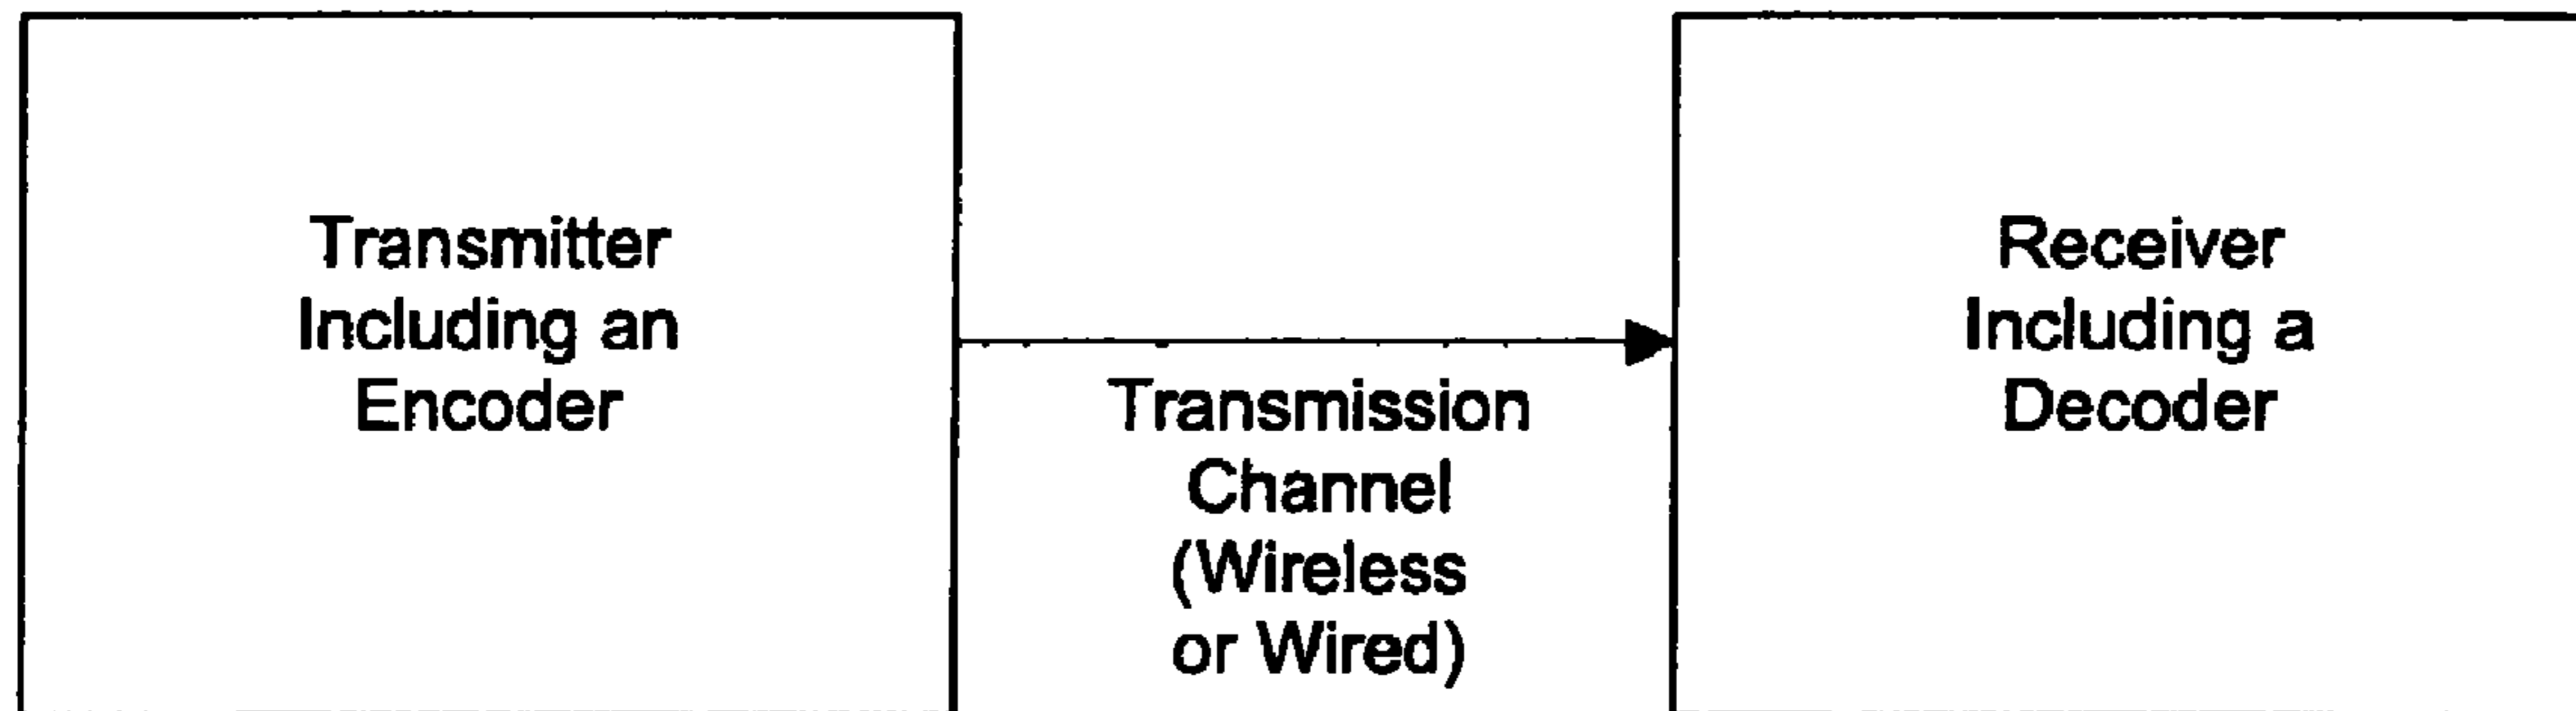 Transmitter
Including an
Encoder
Transmission
Channel
(Wireless
or Wired)
Receiver
Including a
Decoder